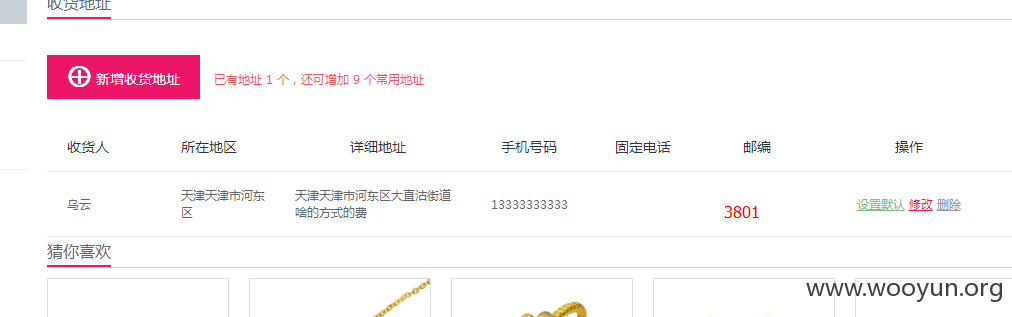 收货地址
新增收货地址 已有地址 1 个，还可增加 9 个常用地址
收货人 所在地区 详细地址 手机号码 固定电话 邮编 操作
乌云 天津天津市河东区 天津天津市河东区大直沽街道啥的方式的费 13333333333 3801 设置默认 修改 删除
猜你喜欢
www.wooyun.org